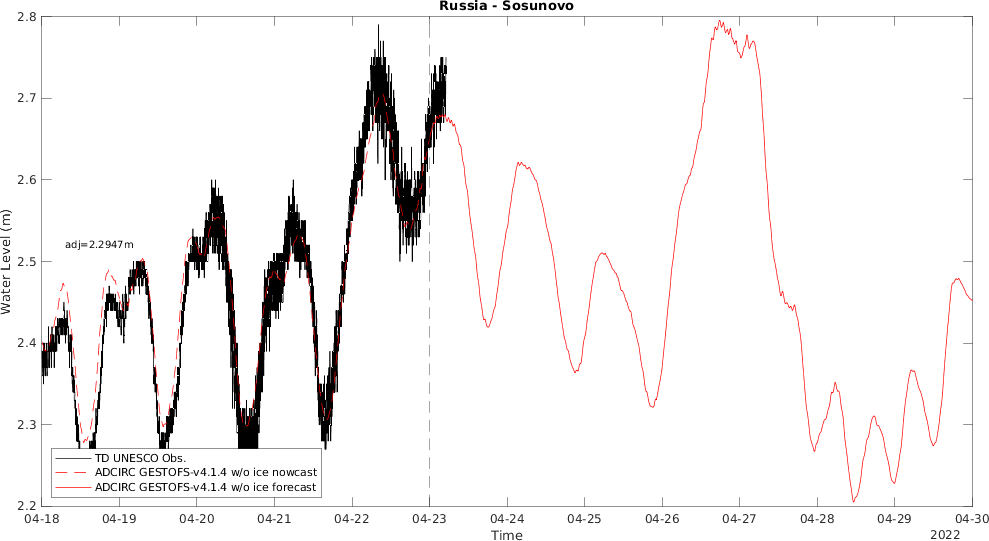 Russia - Sosunovo
2.8
2.7
2.6
2.5
2.4
2.3
2.2
Water Level (m)
adj=2.2947m
TD UNESCO Obs.
ADCIRC GESTOFS-v4.1.4 w/o ice nowcast
ADCIRC GESTOFS-v4.1.4 w/o ice forecast
04-18 04-19 04-20 04-21 04-22 04-23 04-24 04-25 04-26 04-27 04-28 04-29 04-30
Time
2022